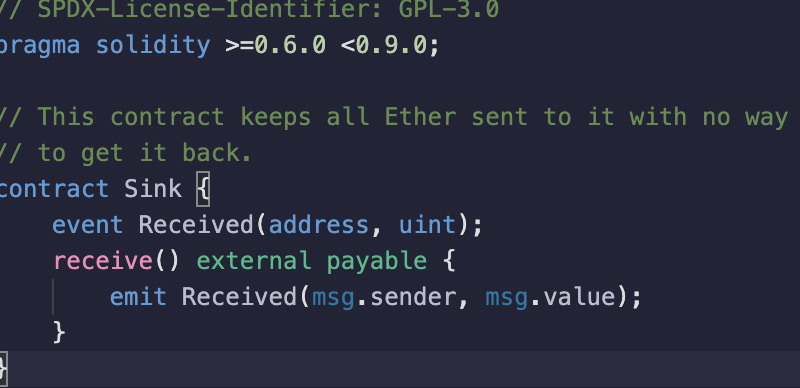 // SPDX-License-Identifier: GPL-3.0
pragma solidity >=0.6.0 <0.9.0;
// This contract keeps all Ether sent to it with no way
// to get it back.
contract Sink {
event Received(address, uint);
receive() external payable {
emit Received(msg.sender, msg.value);
}
}